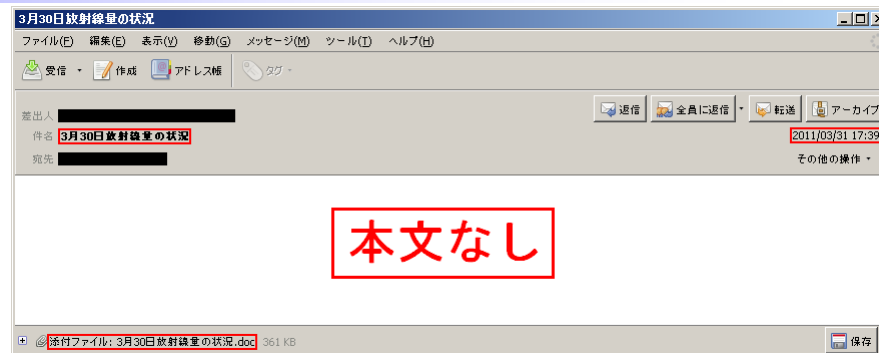 3月30日放射線量の状況
ファイル(F) 編集(E) 表示(V) 移動(G) メッセージ(M) ツール(T) ヘルプ(H)
受信 作成 アドレス帳 タグ
返信 全員に返信 転送 アーカイブ
差出人
件名 3月30日放射線量の状況
2011/03/31 17:39
宛先
その他の操作
本文なし
添付ファイル: 3月30日放射線量の状況.doc 361 KB
保存